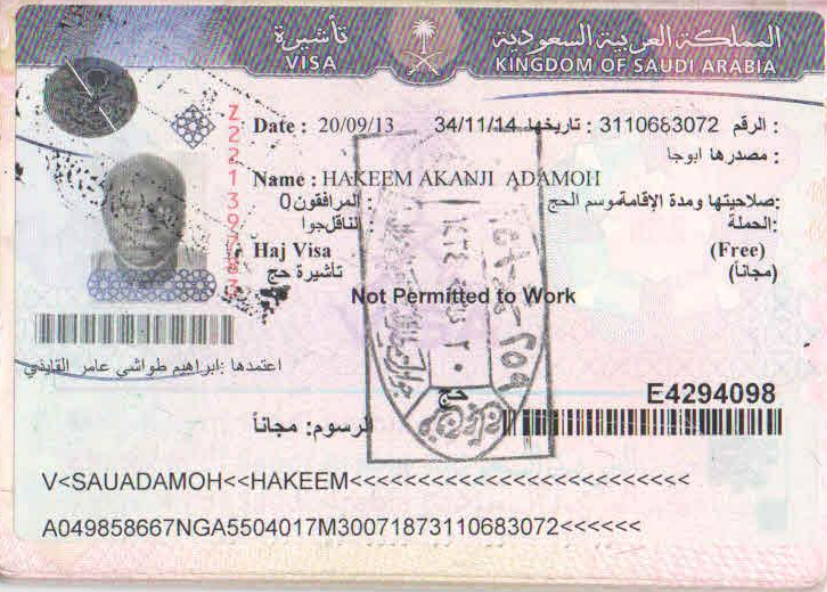 المملكة العربية السعودية
KINGDOM OF SAUDI ARABIA
تأشيرة
VISA
الرقم : 3110683072 تاريخها : 34/11/14
Date : 20/09/13
مصدرها : ابوجا
Name : HAKEEM AKANJI ADAMOH
صلاحيتها ومدة الإقامة: موسم الحج
المرافقون : 0
الحملة:
الناقل : جوا
Haj Visa
(Free)
تأشيرة حج
(مجاناً)
Not Permitted to Work
اعتمدها : ابراهيم طواشي عامر
حج
E4294098
الرسوم: مجاناً
V<SAUADAMOH<<HAKEEM<<<<<<<<<<<<<<<<<<<<<<<<<
A049858667NGA5504017M30071873110683072<<<<<<